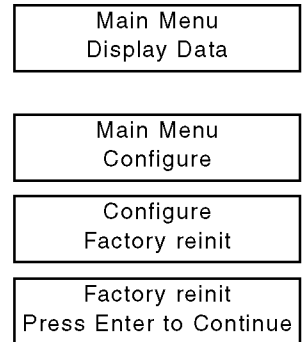 Main Menu
Display Data
Main Menu
Configure
Configure
Factory reinit
Factory reinit
Press Enter to Continue